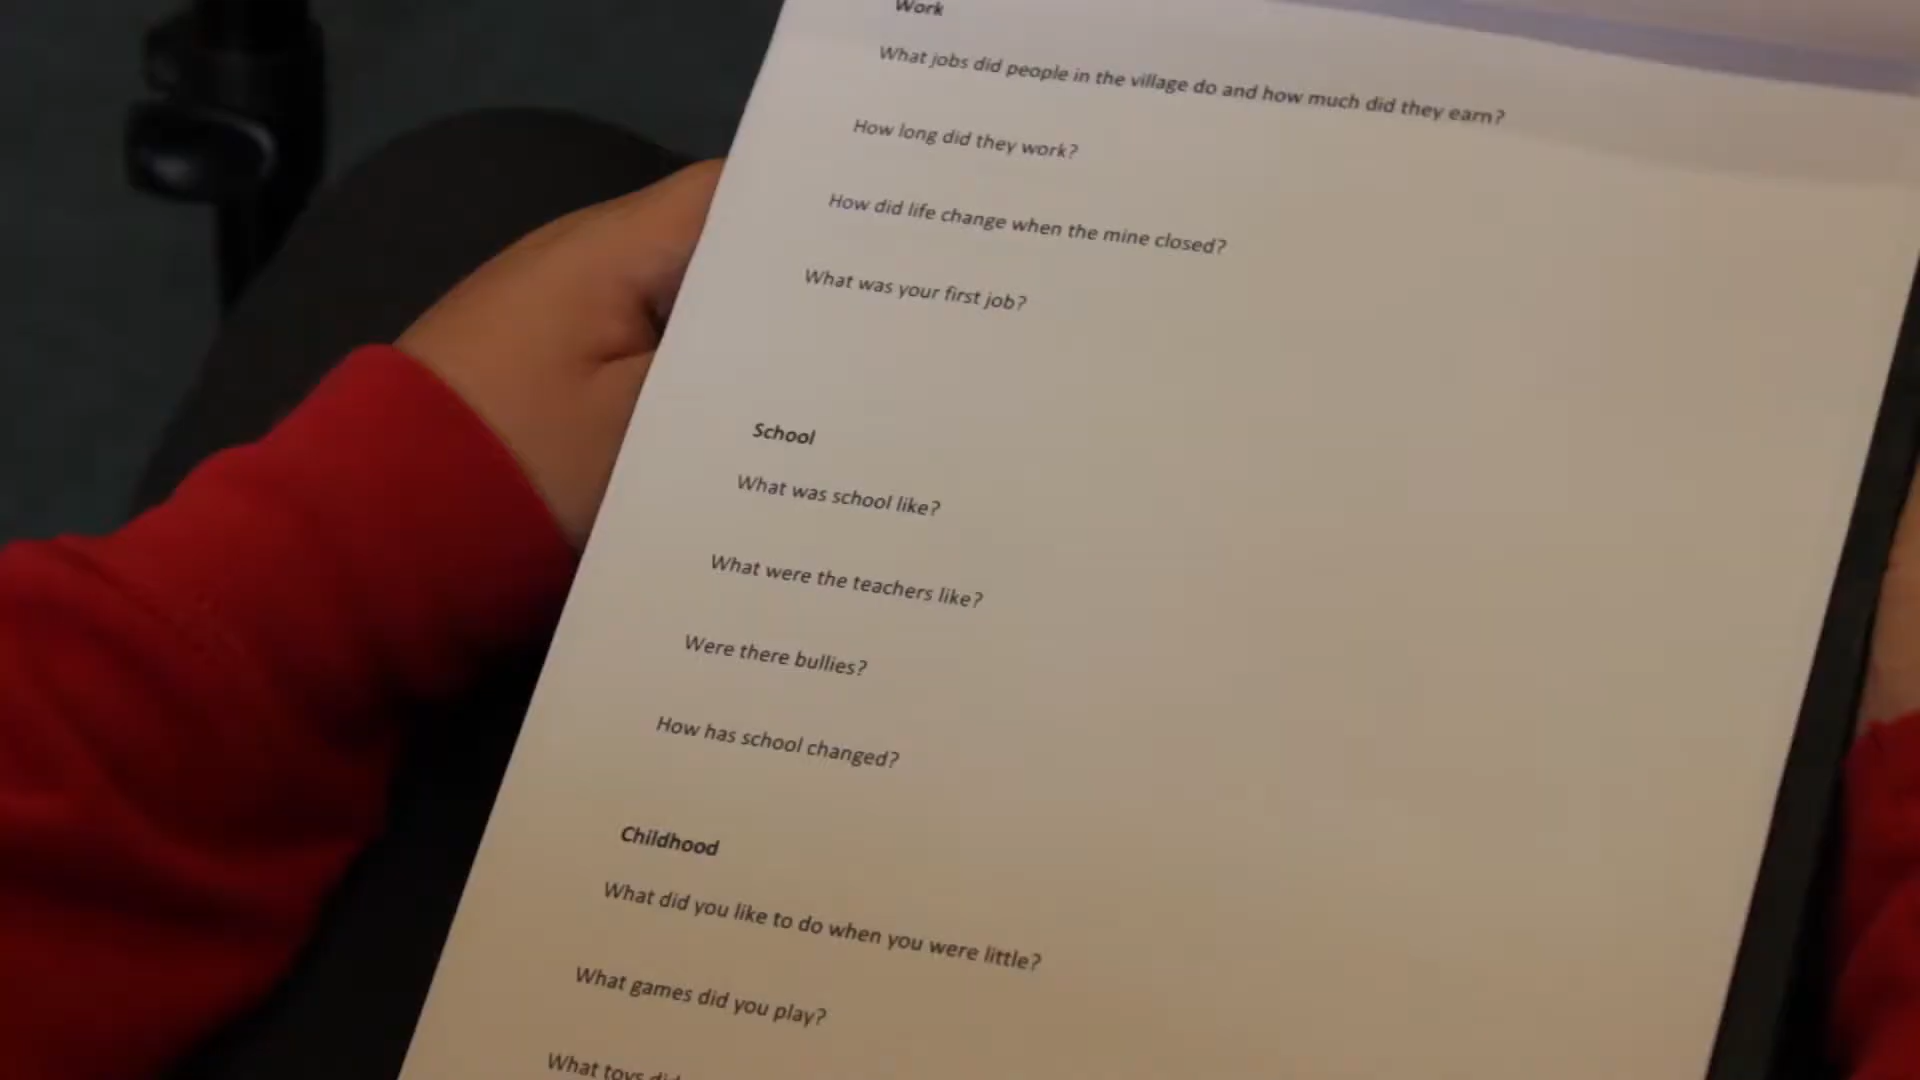 Work
What jobs did people in the village do and how much did they earn?
How long did they work?
How did life change when the mine closed?
What was your first job?
School
What was school like?
What were the teachers like?
Were there bullies?
How has school changed?
Childhood
What did you like to do when you were little?
What games did you play?
What toys did